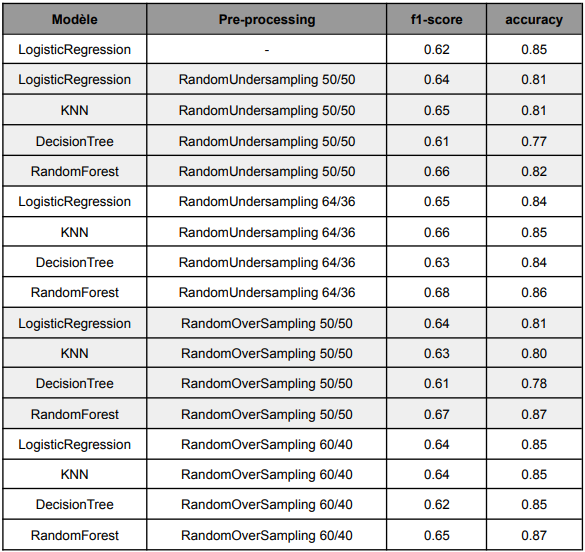 Modèle Pre-processing f1-score accuracy
LogisticRegression - 0.62 0.85
LogisticRegression RandomUndersampling 50/50 0.64 0.81
KNN RandomUndersampling 50/50 0.65 0.81
DecisionTree RandomUndersampling 50/50 0.61 0.77
RandomForest RandomUndersampling 50/50 0.66 0.82
LogisticRegression RandomUndersampling 64/36 0.65 0.84
KNN RandomUndersampling 64/36 0.66 0.85
DecisionTree RandomUndersampling 64/36 0.63 0.84
RandomForest RandomUndersampling 64/36 0.68 0.86
LogisticRegression RandomOverSampling 50/50 0.64 0.81
KNN RandomOverSampling 50/50 0.63 0.80
DecisionTree RandomOverSampling 50/50 0.61 0.78
RandomForest RandomOverSampling 50/50 0.67 0.87
LogisticRegression RandomOverSampling 60/40 0.64 0.85
KNN RandomOverSampling 60/40 0.64 0.85
DecisionTree RandomOverSampling 60/40 0.62 0.85
RandomForest RandomOverSampling 60/40 0.65 0.87